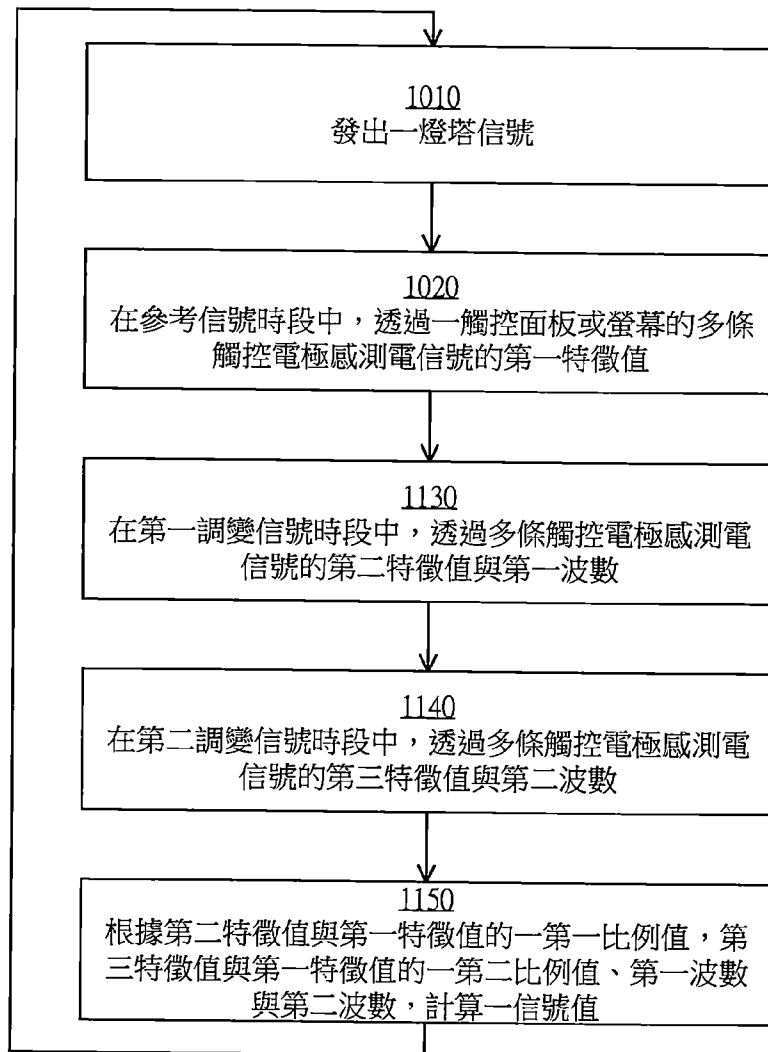 1010
發出一燈塔信號
1020
在參考信號時段中，透過一觸控面板或螢幕的多條
觸控電極感測電信號的第一特徵值
1130
在第一調變信號時段中，透過多條觸控電極感測電
信號的第二特徵值與第一波數
1140
在第二調變信號時段中，透過多條觸控電極感測電
信號的第三特徵值與第二波數
1150
根據第二特徵值與第一特徵值的一第一比例值，第
三特徵值與第一特徵值的一第二比例值、第一波數
與第二波數，計算一信號值